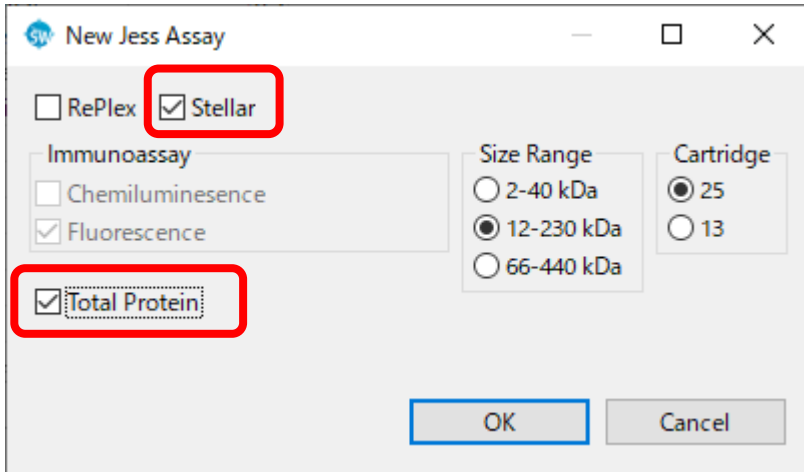 SW New Jess Assay
RePlex Stellar
Immunoassay
Chemiluminesence
Fluorescence
Size Range
2-40 kDa
12-230 kDa
66-440 kDa
Cartridge
25
13
Total Protein
OK Cancel